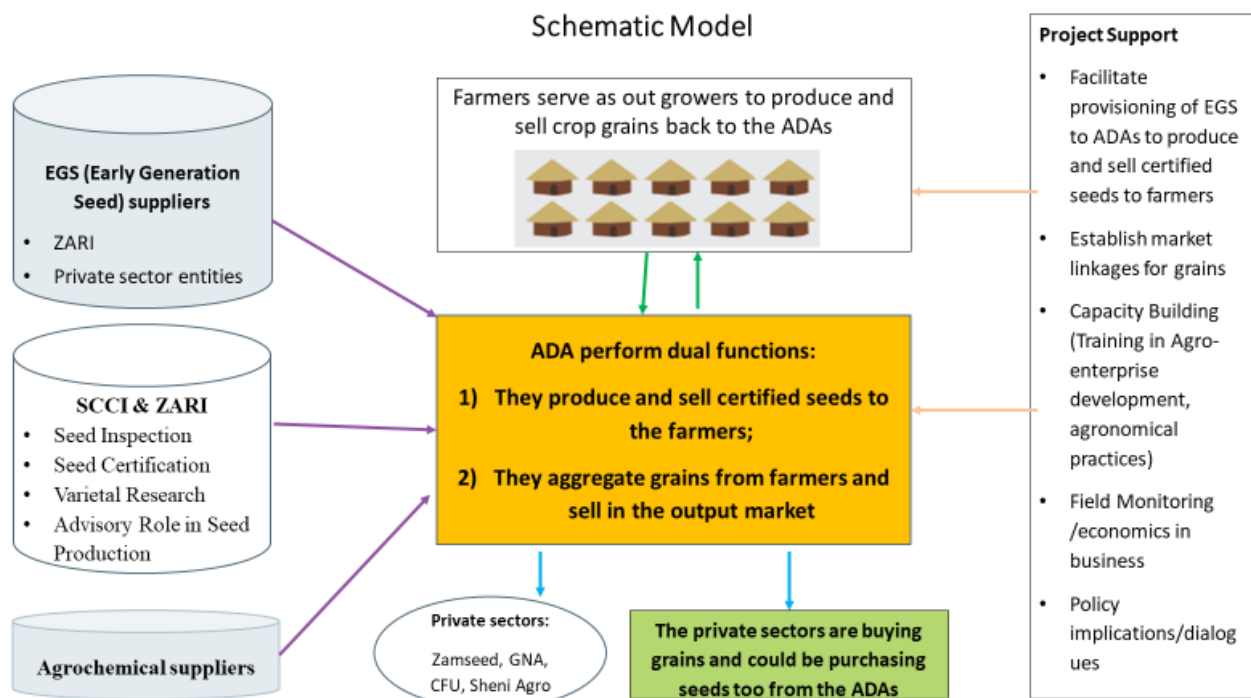 Schematic Model
EGS (Early Generation
Seed) suppliers
• ZARI
• Private sector entities
SCCI & ZARI
• Seed Inspection
• Seed Certification
• Varietal Research
• Advisory Role in Seed
Production
Agrochemical suppliers
Farmers serve as out growers to produce and
sell crop grains back to the ADAs
ADA perform dual functions:
1) They produce and sell certified seeds to
the farmers;
2) They aggregate grains from farmers and
sell in the output market
Private sectors:
Zamseed, GNA,
CFU, Sheni Agro
The private sectors are buying
grains and could be purchasing
seeds too from the ADAs
Project Support
• Facilitate
provisioning of EGS
to ADAs to produce
and sell certified
seeds to farmers
• Establish market
linkages for grains
• Capacity Building
(Training in Agro-
enterprise
development,
agronomical
practices)
• Field Monitoring
/economics in
business
• Policy
implications/dialog
ues